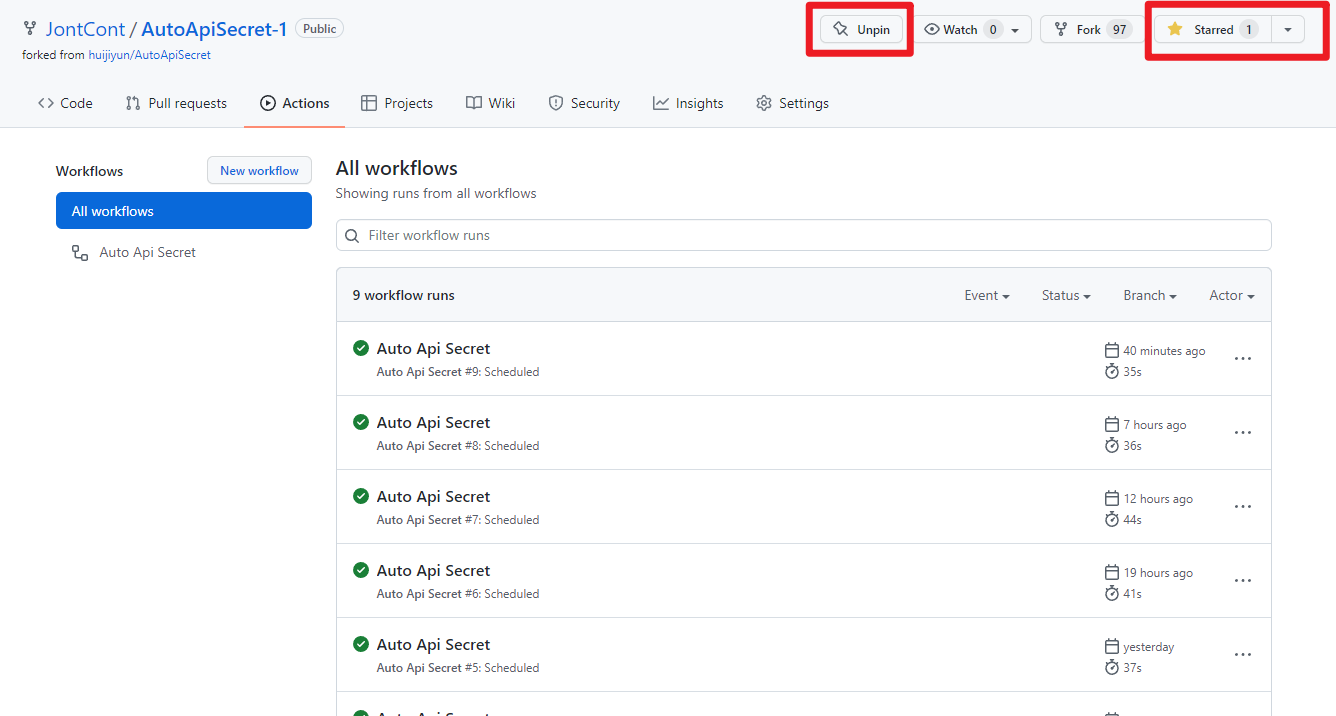 JontCont / AutoApiSecret-1 Public
Unpin
Watch 0
Fork 97
Starred 1
forked from huijiyun/AutoApiSecret
Code
Pull requests
Actions
Projects
Wiki
Security
Insights
Settings
Workflows
New workflow
All workflows
Auto Api Secret
All workflows
Showing runs from all workflows
Filter workflow runs
9 workflow runs
Event
Status
Branch
Actor
Auto Api Secret
Auto Api Secret #9: Scheduled
40 minutes ago
35s
Auto Api Secret
Auto Api Secret #8: Scheduled
7 hours ago
36s
Auto Api Secret
Auto Api Secret #7: Scheduled
12 hours ago
44s
Auto Api Secret
Auto Api Secret #6: Scheduled
19 hours ago
41s
Auto Api Secret
Auto Api Secret #5: Scheduled
yesterday
37s